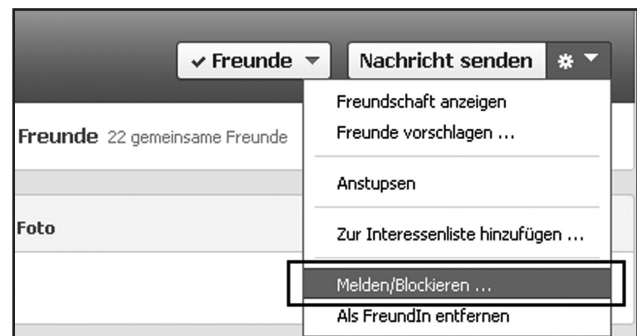 ✓ Freunde ▼ Nachricht senden ✱ ▼
Freundschaft anzeigen
Freunde 22 gemeinsame Freunde
Freunde vorschlagen ...
Anstupsen
Foto
Zur Interessenliste hinzufügen ...
Melden/Blockieren ...
Als FreundIn entfernen